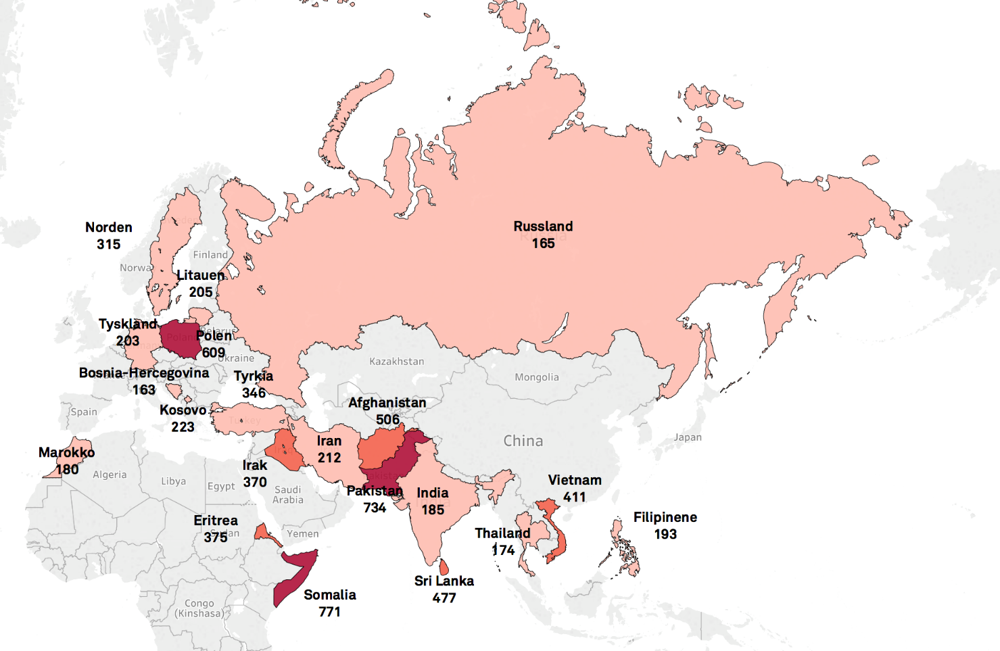 Norden
315
Russland
165
Finland
Norwa
Litauen
205
Tyskland
203
Polen
609
Belarus
Ukraine
Bosnia-Hercegovina
163
Tyrkia
346
Kazakhstan
Mongolia
Spain
Kosovo
223
Turkey
Afghanistan
506
China
Japan
Marokko
180
Algeria
Libya
Egypt
Iran
212
Irak
370
Saudi
Arabia
Pakistan
734
India
185
Vietnam
411
Eritrea
375
Sudan
Yemen
Thailand
174
Filipinene
193
Sri Lanka
477
Somalia
771
Congo
(Kinshasa)